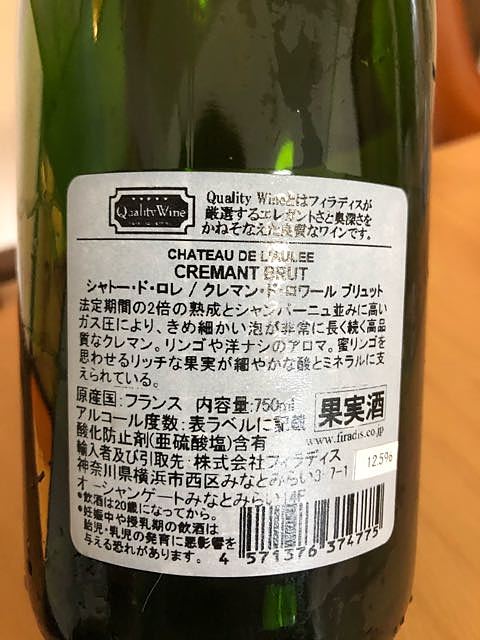 Quality Wine
Quality Wineとはフィラディスが
厳選するエレガントさと奥深さを
かねそなえた良質なワインです。
CHATEAU DE L'AULEE
CREMANT BRUT
シャトー・ド・ロレ / クレマン・ド・ロワール ブリュット
法定期間の2倍の熟成とシャンパーニュ並みに高い
ガス圧により、きめ細かい泡が非常に長く続く高品
質なクレマン。リンゴや洋ナシのアロマ。蜜リンゴを
思わせるリッチな果実が細やかな酸とミネラルに支
えられている。
原産国:フランス 内容量:750ml
アルコール度数:表ラベルに記載
酸化防止剤(亜硫酸塩)含有
果実酒
www.firadis.co.jp
輸入者及び引取先:株式会社フィラディス
神奈川県横浜市西区みなとみらい3-7-1
12.5%
オーシャンゲートみなとみらい14F
•飲酒は20歳になってから。
•妊娠中や授乳期の飲酒は
胎児・乳児の発育に悪影響を
与える恐れがあります。
4 571376 374775